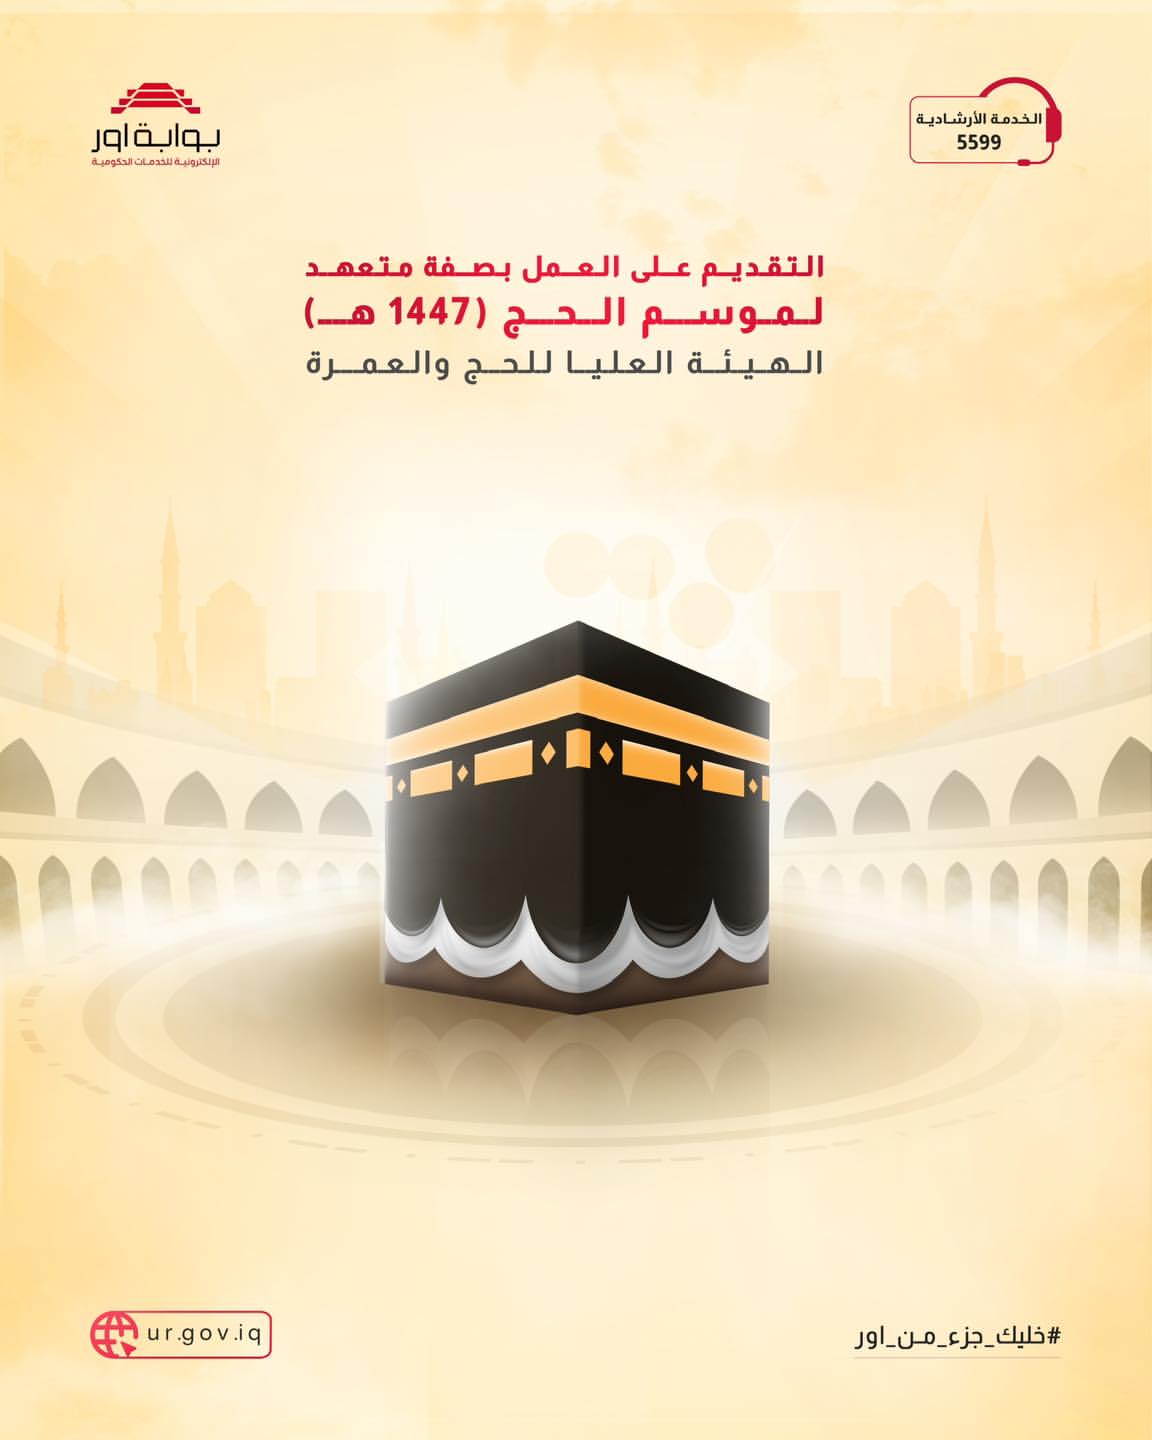 بوابة اور
الإلكترونية للخدمات الحكومية
الخدمة الأرشادية
5599
التقديم على العمل بصفة متعهد
لموسم الحج (1447 هـ)
الهيئة العليا للحج والعمرة
ur.gov.iq
#خليك_جزء_من_اور